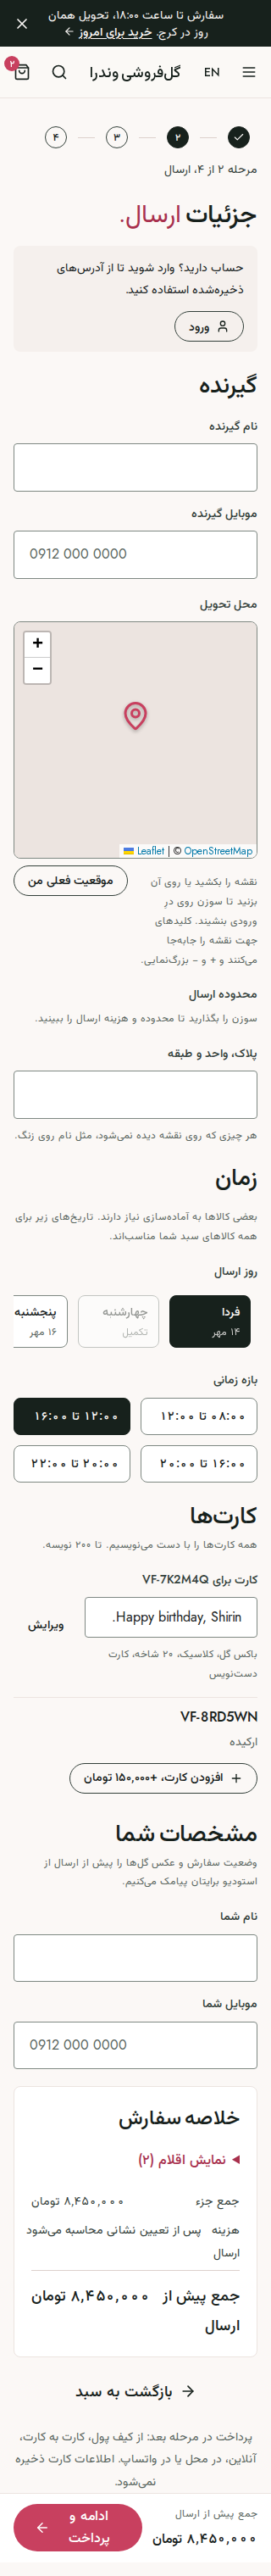 سفارش تا ساعت ۱۸:۰۰، تحویل همان
روز در کرج. خرید برای امروز ←
EN
گل‌فروشی وندرا
۲
۲
۳
۴
مرحله ۲ از ۴، ارسال
جزئیات ارسال.
حساب دارید؟ وارد شوید تا از آدرس‌های
ذخیره‌شده استفاده کنید.
ورود
گیرنده
نام گیرنده
موبایل گیرنده
0912 000 0000
محل تحویل
+
−
Leaflet | © OpenStreetMap
نقشه را بکشید یا روی آن
بزنید تا سوزن روی در
ورودی بنشیند. کلیدهای
جهت نقشه را جابه‌جا
می‌کنند و + و − بزرگ‌نمایی.
موقعیت فعلی من
محدوده ارسال
سوزن را بگذارید تا محدوده و هزینه ارسال را ببینید.
پلاک، واحد و طبقه
هر چیزی که روی نقشه دیده نمی‌شود، مثل نام روی زنگ.
زمان
بعضی کالاها به آماده‌سازی نیاز دارند. تاریخ‌های زیر برای
همه کالاهای سبد شما مناسب‌اند.
روز ارسال
فردا
۱۴ مهر
چهارشنبه
تکمیل
پنجشنبه
۱۶ مهر
بازه زمانی
۰۸:۰۰ تا ۱۲:۰۰
۱۲:۰۰ تا ۱۶:۰۰
۱۶:۰۰ تا ۲۰:۰۰
۲۰:۰۰ تا ۲۲:۰۰
کارت‌ها
همه کارت‌ها را با دست می‌نویسیم. تا ۲۰۰ نویسه.
کارت برای VF-7K2M4Q
Happy birthday, Shirin.
ویرایش
باکس گل، کلاسیک، ۲۰ شاخه، کارت
دست‌نویس
VF-8RD5WN
ارکیده
+ افزودن کارت، +۱۵۰,۰۰۰ تومان
مشخصات شما
وضعیت سفارش و عکس گل‌ها را پیش از ارسال از
استودیو برایتان پیامک می‌کنیم.
نام شما
موبایل شما
0912 000 0000
خلاصه سفارش
نمایش اقلام (۲)
جمع جزء
۸,۴۵۰,۰۰۰ تومان
هزینه
ارسال
پس از تعیین نشانی محاسبه می‌شود
جمع پیش از
ارسال
۸,۴۵۰,۰۰۰ تومان
بازگشت به سبد
پرداخت در مرحله بعد: از کیف پول، کارت به کارت،
آنلاین، در محل یا در واتساپ. اطلاعات کارت ذخیره
نمی‌شود.
جمع پیش از ارسال
۸,۴۵۰,۰۰۰ تومان
ادامه و
پرداخت